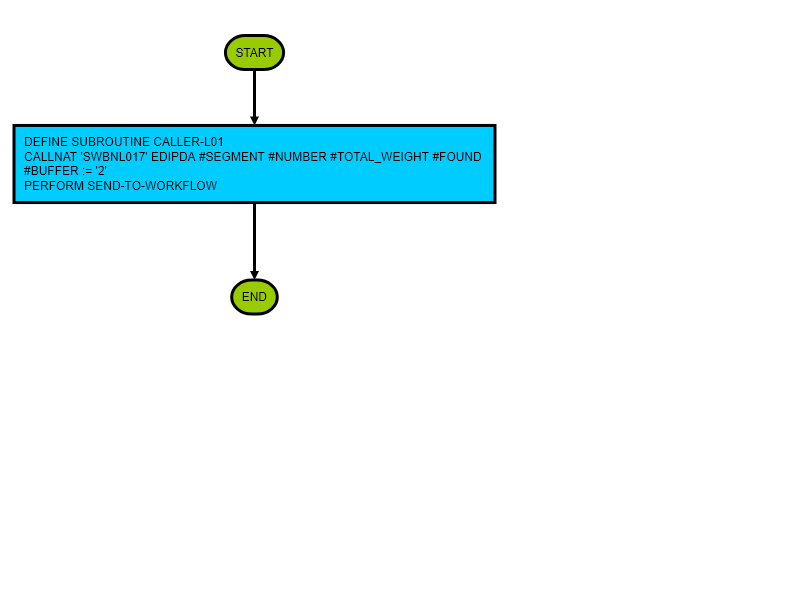 START
DEFINE SUBROUTINE CALLER-L01
CALLNAT 'SWBNL017' EDIPDA #SEGMENT #NUMBER #TOTAL_WEIGHT #FOUND
#BUFFER := '2'
PERFORM SEND-TO-WORKFLOW
END